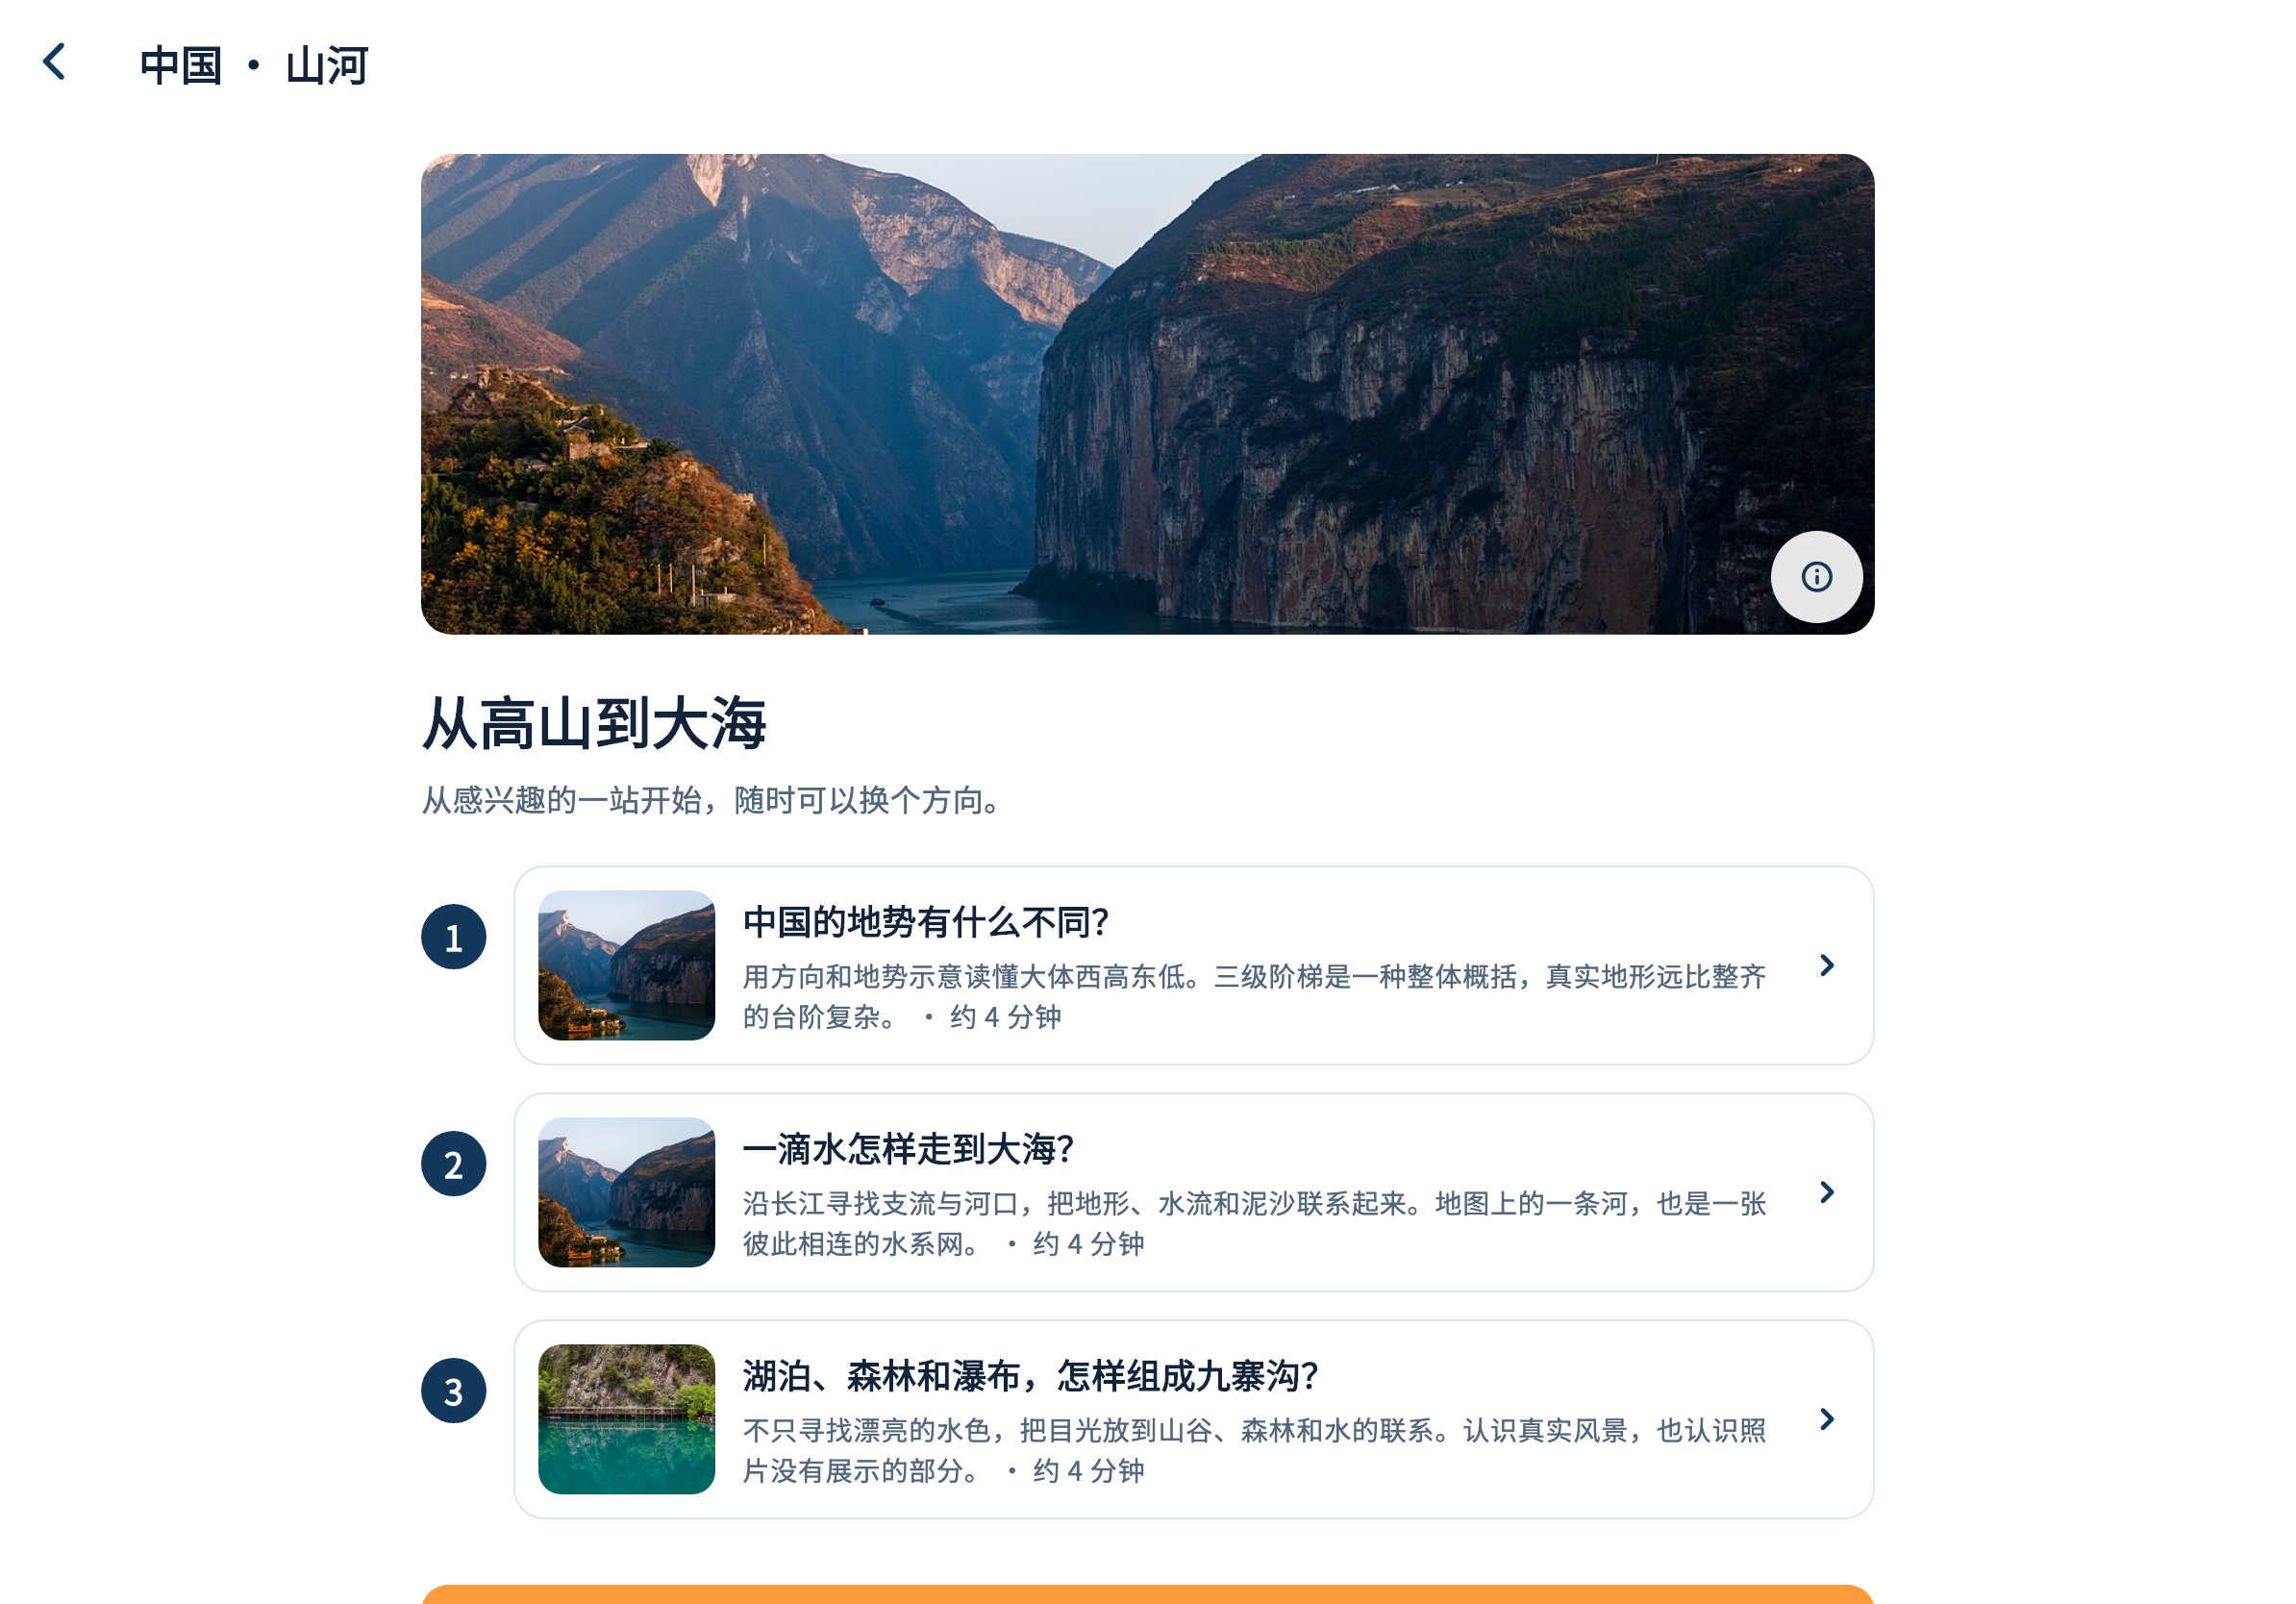 中国 · 山河
从高山到大海
从感兴趣的一站开始，随时可以换个方向。
1
中国的地势有什么不同？
用方向和地势示意读懂大体西高东低。三级阶梯是一种整体概括，真实地形远比整齐
的台阶复杂。 · 约 4 分钟
2
一滴水怎样走到大海？
沿长江寻找支流与河口，把地形、水流和泥沙联系起来。地图上的一条河，也是一张
彼此相连的水系网。 · 约 4 分钟
3
湖泊、森林和瀑布，怎样组成九寨沟？
不只寻找漂亮的水色，把目光放到山谷、森林和水的联系。认识真实风景，也认识照
片没有展示的部分。 · 约 4 分钟